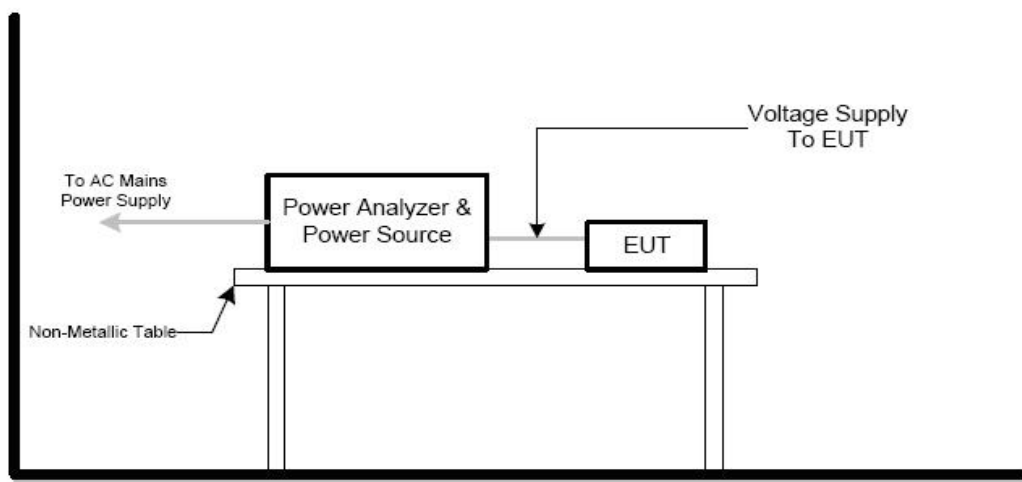 Voltage Supply
To EUT
To AC Mains
Power Supply
Power Analyzer &
Power Source
EUT
Non-Metallic Table